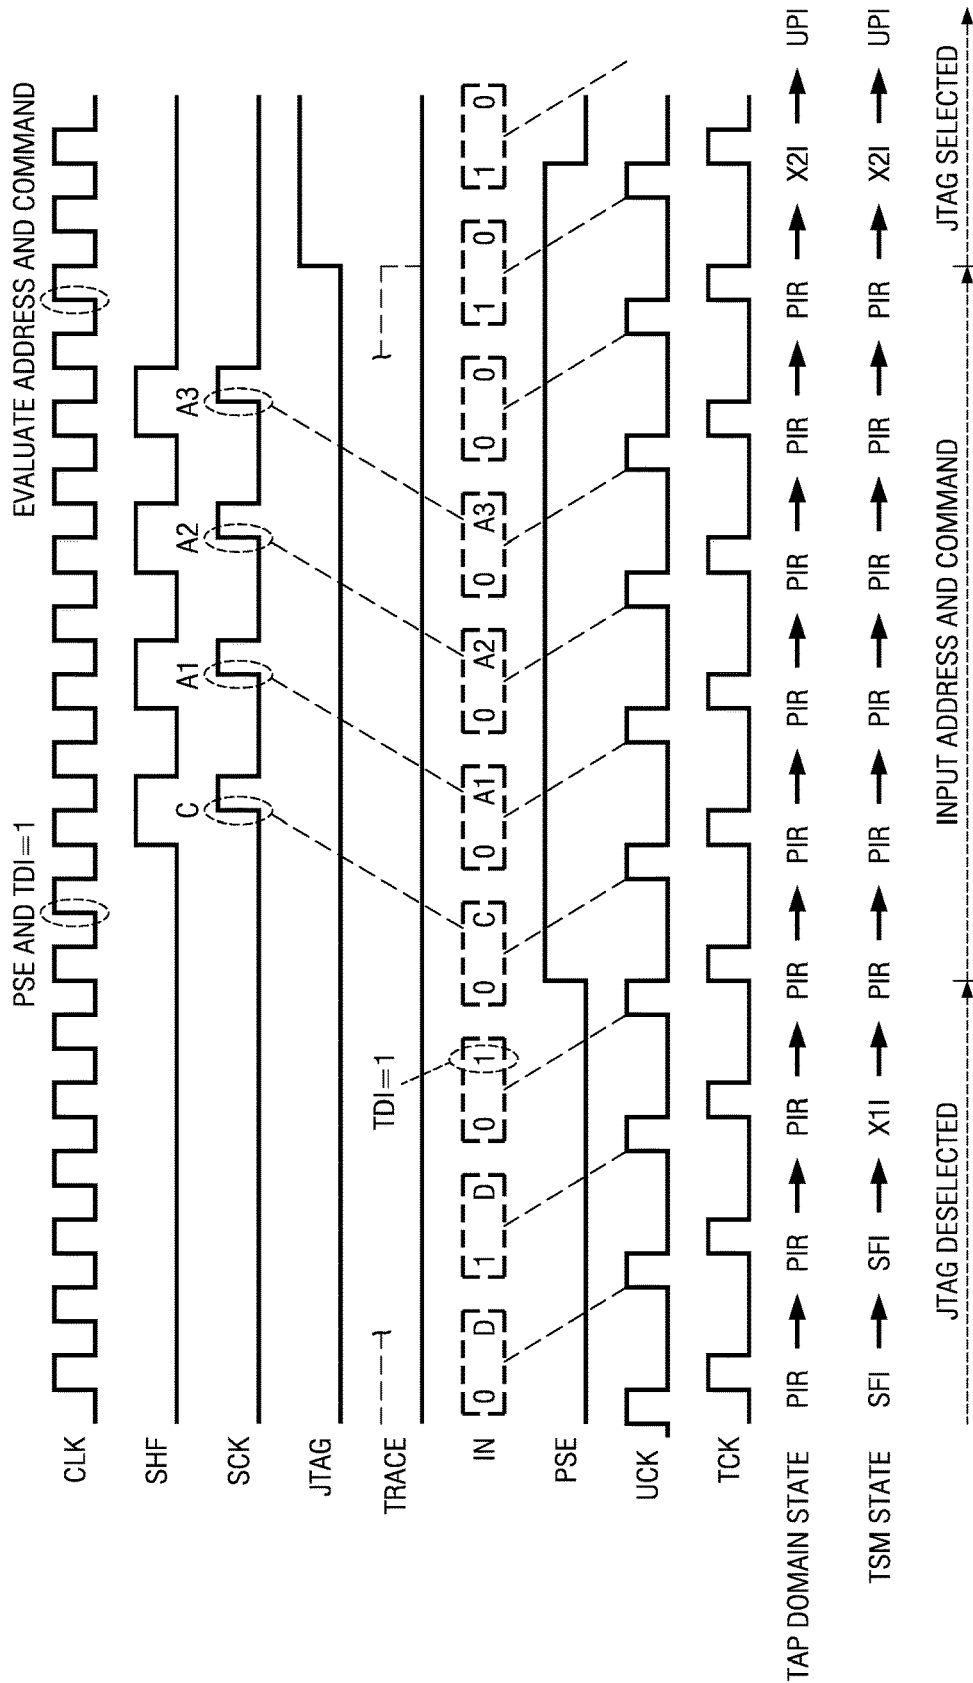 PSE AND TDI=1 EVALUATE ADDRESS AND COMMAND
CLK
SHF
C A1 A2 A3
SCK
JTAG
TDI=1
TRACE
IN 0 D 1 D 0 1 0 C 0 A1 0 A2 0 A3 0 0 1 0 1 0
PSE
UCK
TCK
TAP DOMAIN STATE PIR PIR PIR PIR PIR PIR PIR PIR PIR X2I UPI
TSM STATE SFI SFI X1I PIR PIR PIR PIR PIR PIR X2I UPI
JTAG DESELECTED INPUT ADDRESS AND COMMAND JTAG SELECTED